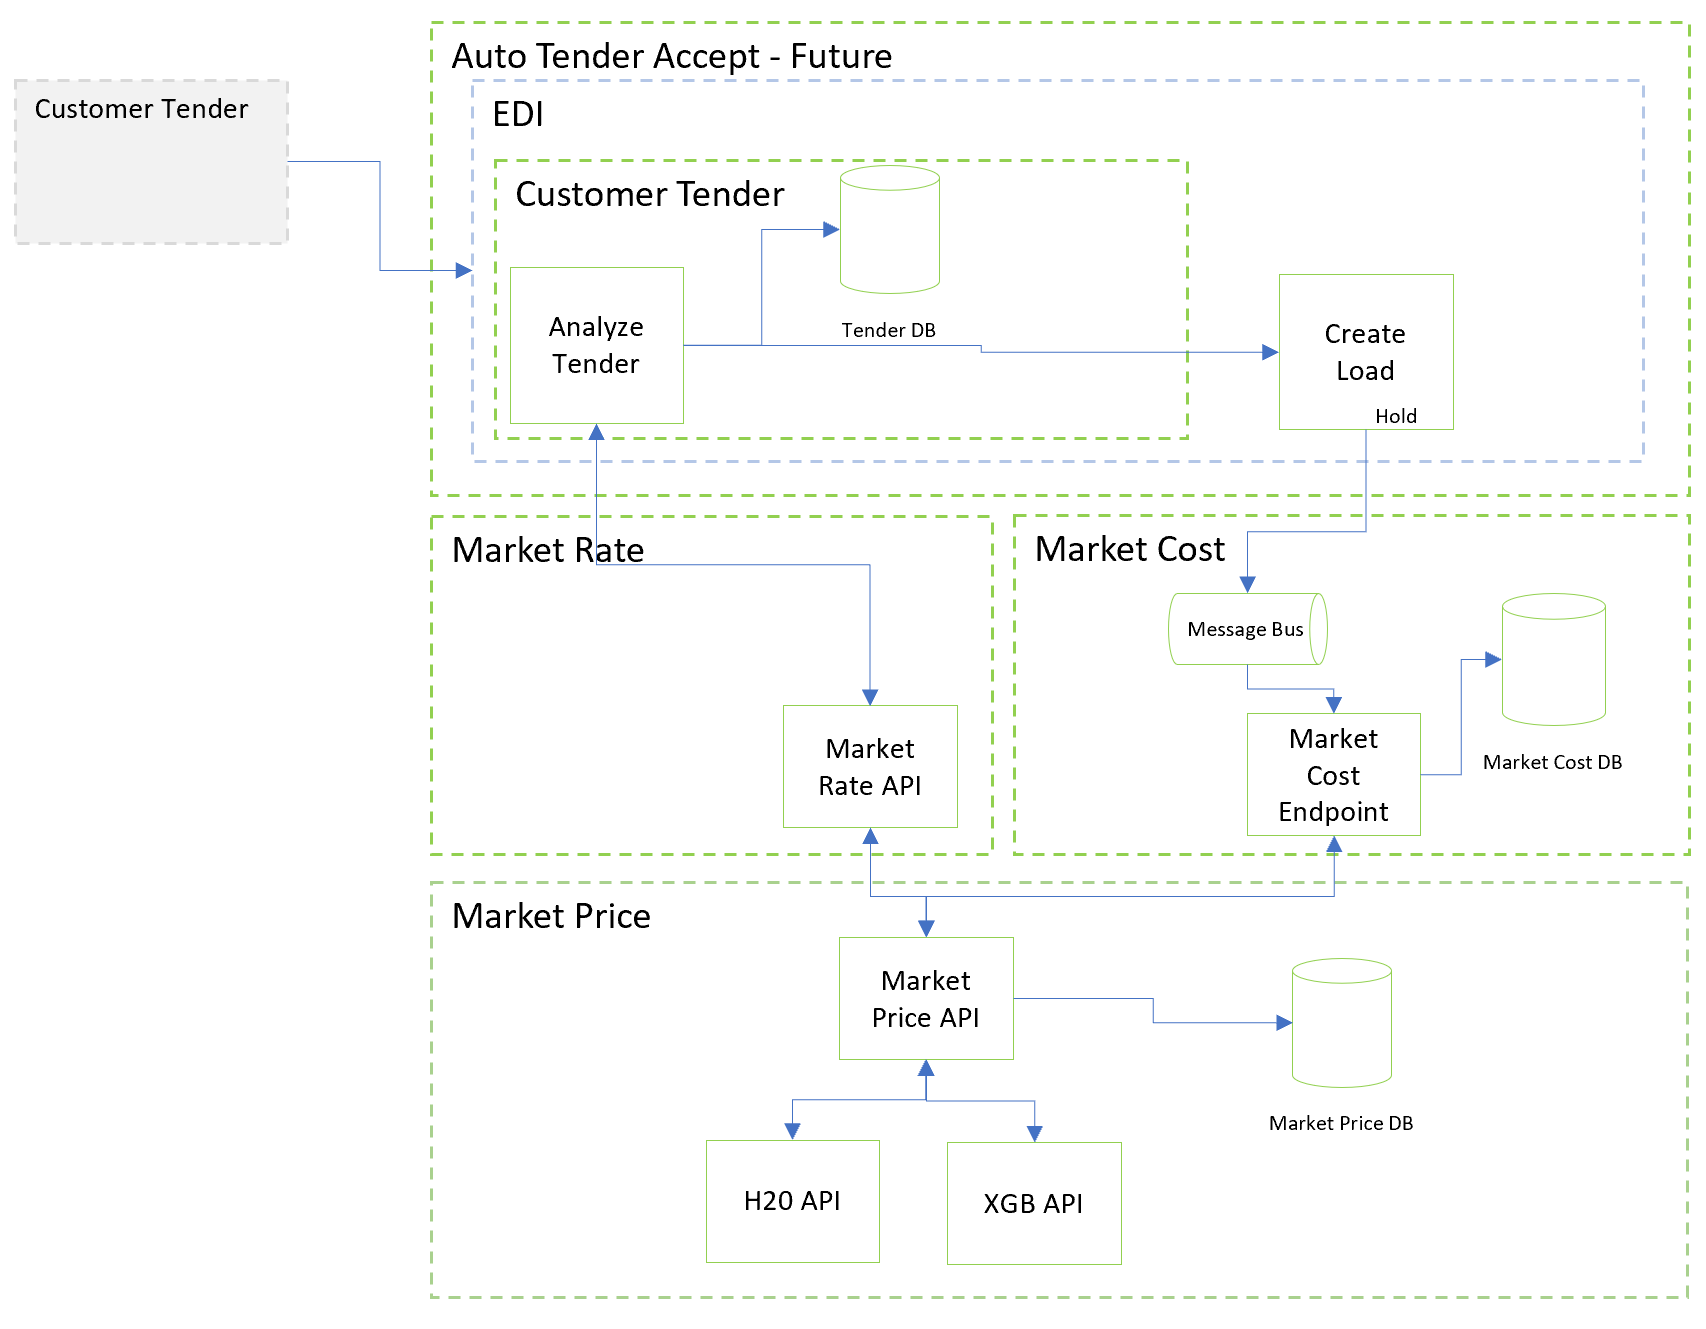 Auto Tender Accept - Future
Customer Tender
EDI
Customer Tender
Analyze
Tender
Tender DB
Create
Load
Hold
Market Rate
Market Cost
Message Bus
Market
Rate API
Market
Cost
Endpoint
Market Cost DB
Market Price
Market
Price API
Market Price DB
H20 API
XGB API